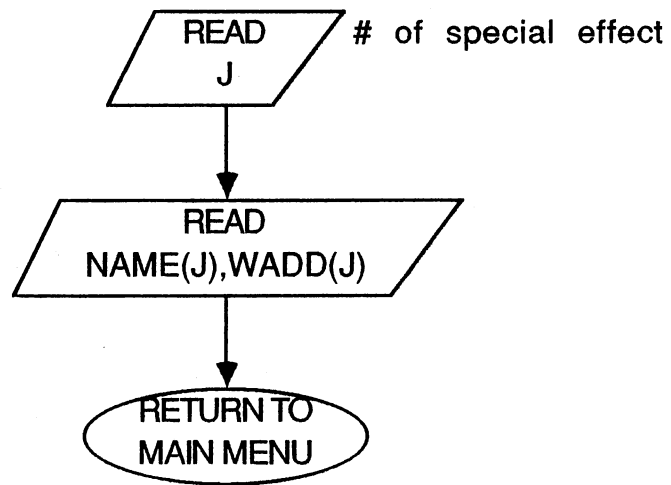 READ # of special effect
J
READ
NAME(J),WADD(J)
RETURN TO
MAIN MENU